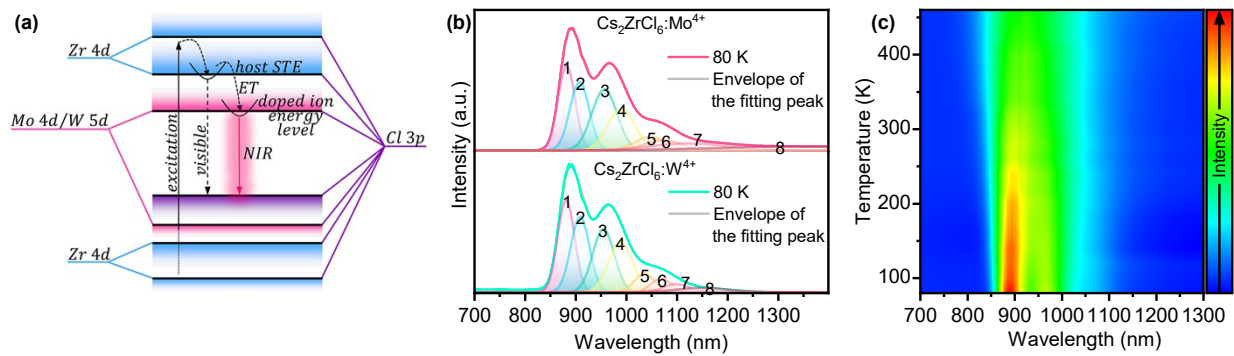 (a)
Zr 4d
host STE
ET
doped ion
energy
level
Mo 4d/W 5d
Cl 3p
excitation
visible
NIR
Zr 4d
(b)
Cs₂ZrCl₆:Mo⁴⁺
80 K
Envelope of
the fitting peak
1
2
3
4
5
6
7
8
Cs₂ZrCl₆:W⁴⁺
80 K
Envelope of
the fitting peak
1
2
3
4
5
6
7
8
Intensity (a.u.)
700 800 900 1000 1100 1200 1300
Wavelength (nm)
(c)
400
300
200
100
Temperature (K)
700 800 900 1000 1100 1200 1300
Wavelength (nm)
Intensity